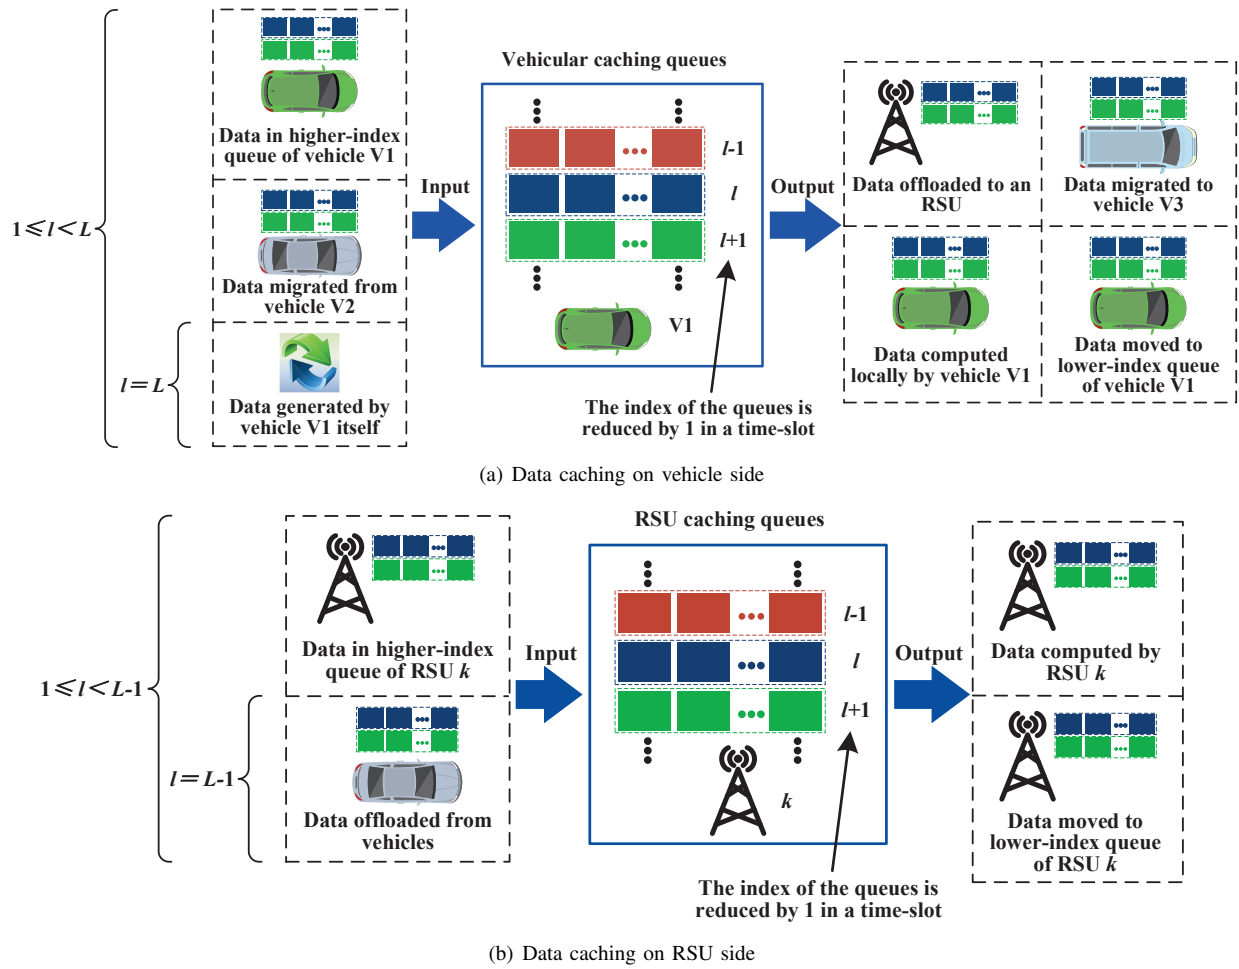 Data in higher-index
queue of vehicle V1
Data migrated from
vehicle V2
Data generated by
vehicle V1 itself
1 ≤ l < L
l = L
Input
Vehicular caching queues
l-1
l
l+1
V1
The index of the queues is
reduced by 1 in a time-slot
Output
Data offloaded to an
RSU
Data migrated to
vehicle V3
Data computed
locally by vehicle V1
Data moved to
lower-index queue
of vehicle V1
(a) Data caching on vehicle side
1 ≤ l < L-1
l = L-1
Data in higher-index
queue of RSU k
Data offloaded from
vehicles
Input
RSU caching queues
l-1
l
l+1
k
The index of the queues is
reduced by 1 in a time-slot
Output
Data computed by
RSU k
Data moved to
lower-index queue
of RSU k
(b) Data caching on RSU side